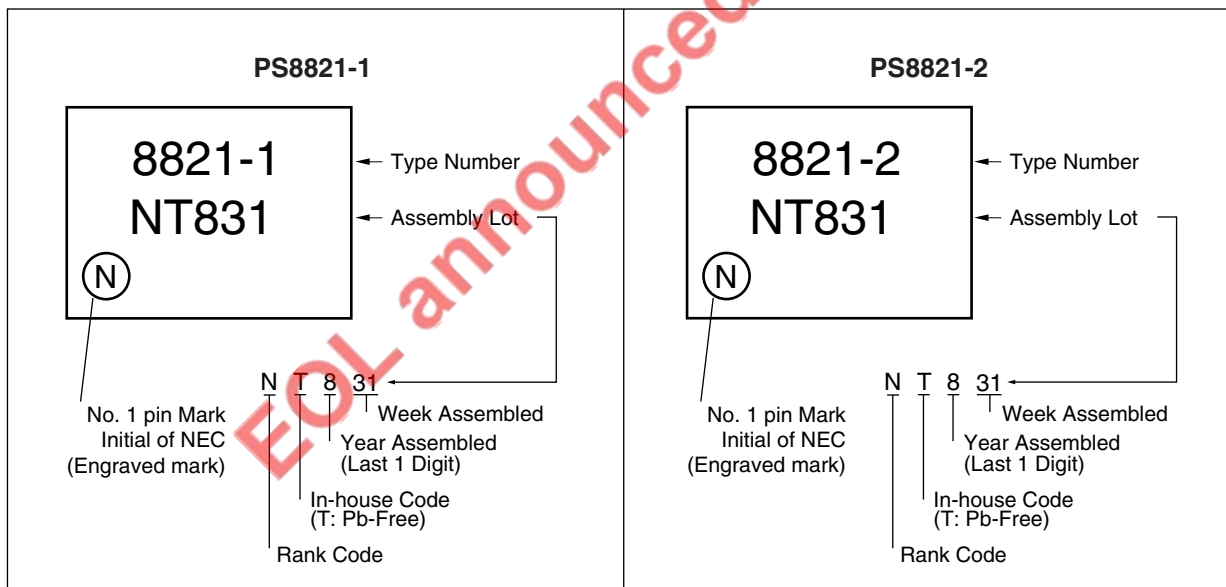 PS8821-1
8821-1
Type Number
NT831
Assembly Lot
N
N T 8 31
No. 1 pin Mark
Initial of NEC
(Engraved mark)
Week Assembled
Year Assembled
(Last 1 Digit)
In-house Code
(T: Pb-Free)
Rank Code
PS8821-2
8821-2
Type Number
NT831
Assembly Lot
N
N T 8 31
No. 1 pin Mark
Initial of NEC
(Engraved mark)
Week Assembled
Year Assembled
(Last 1 Digit)
In-house Code
(T: Pb-Free)
Rank Code
EOL announced